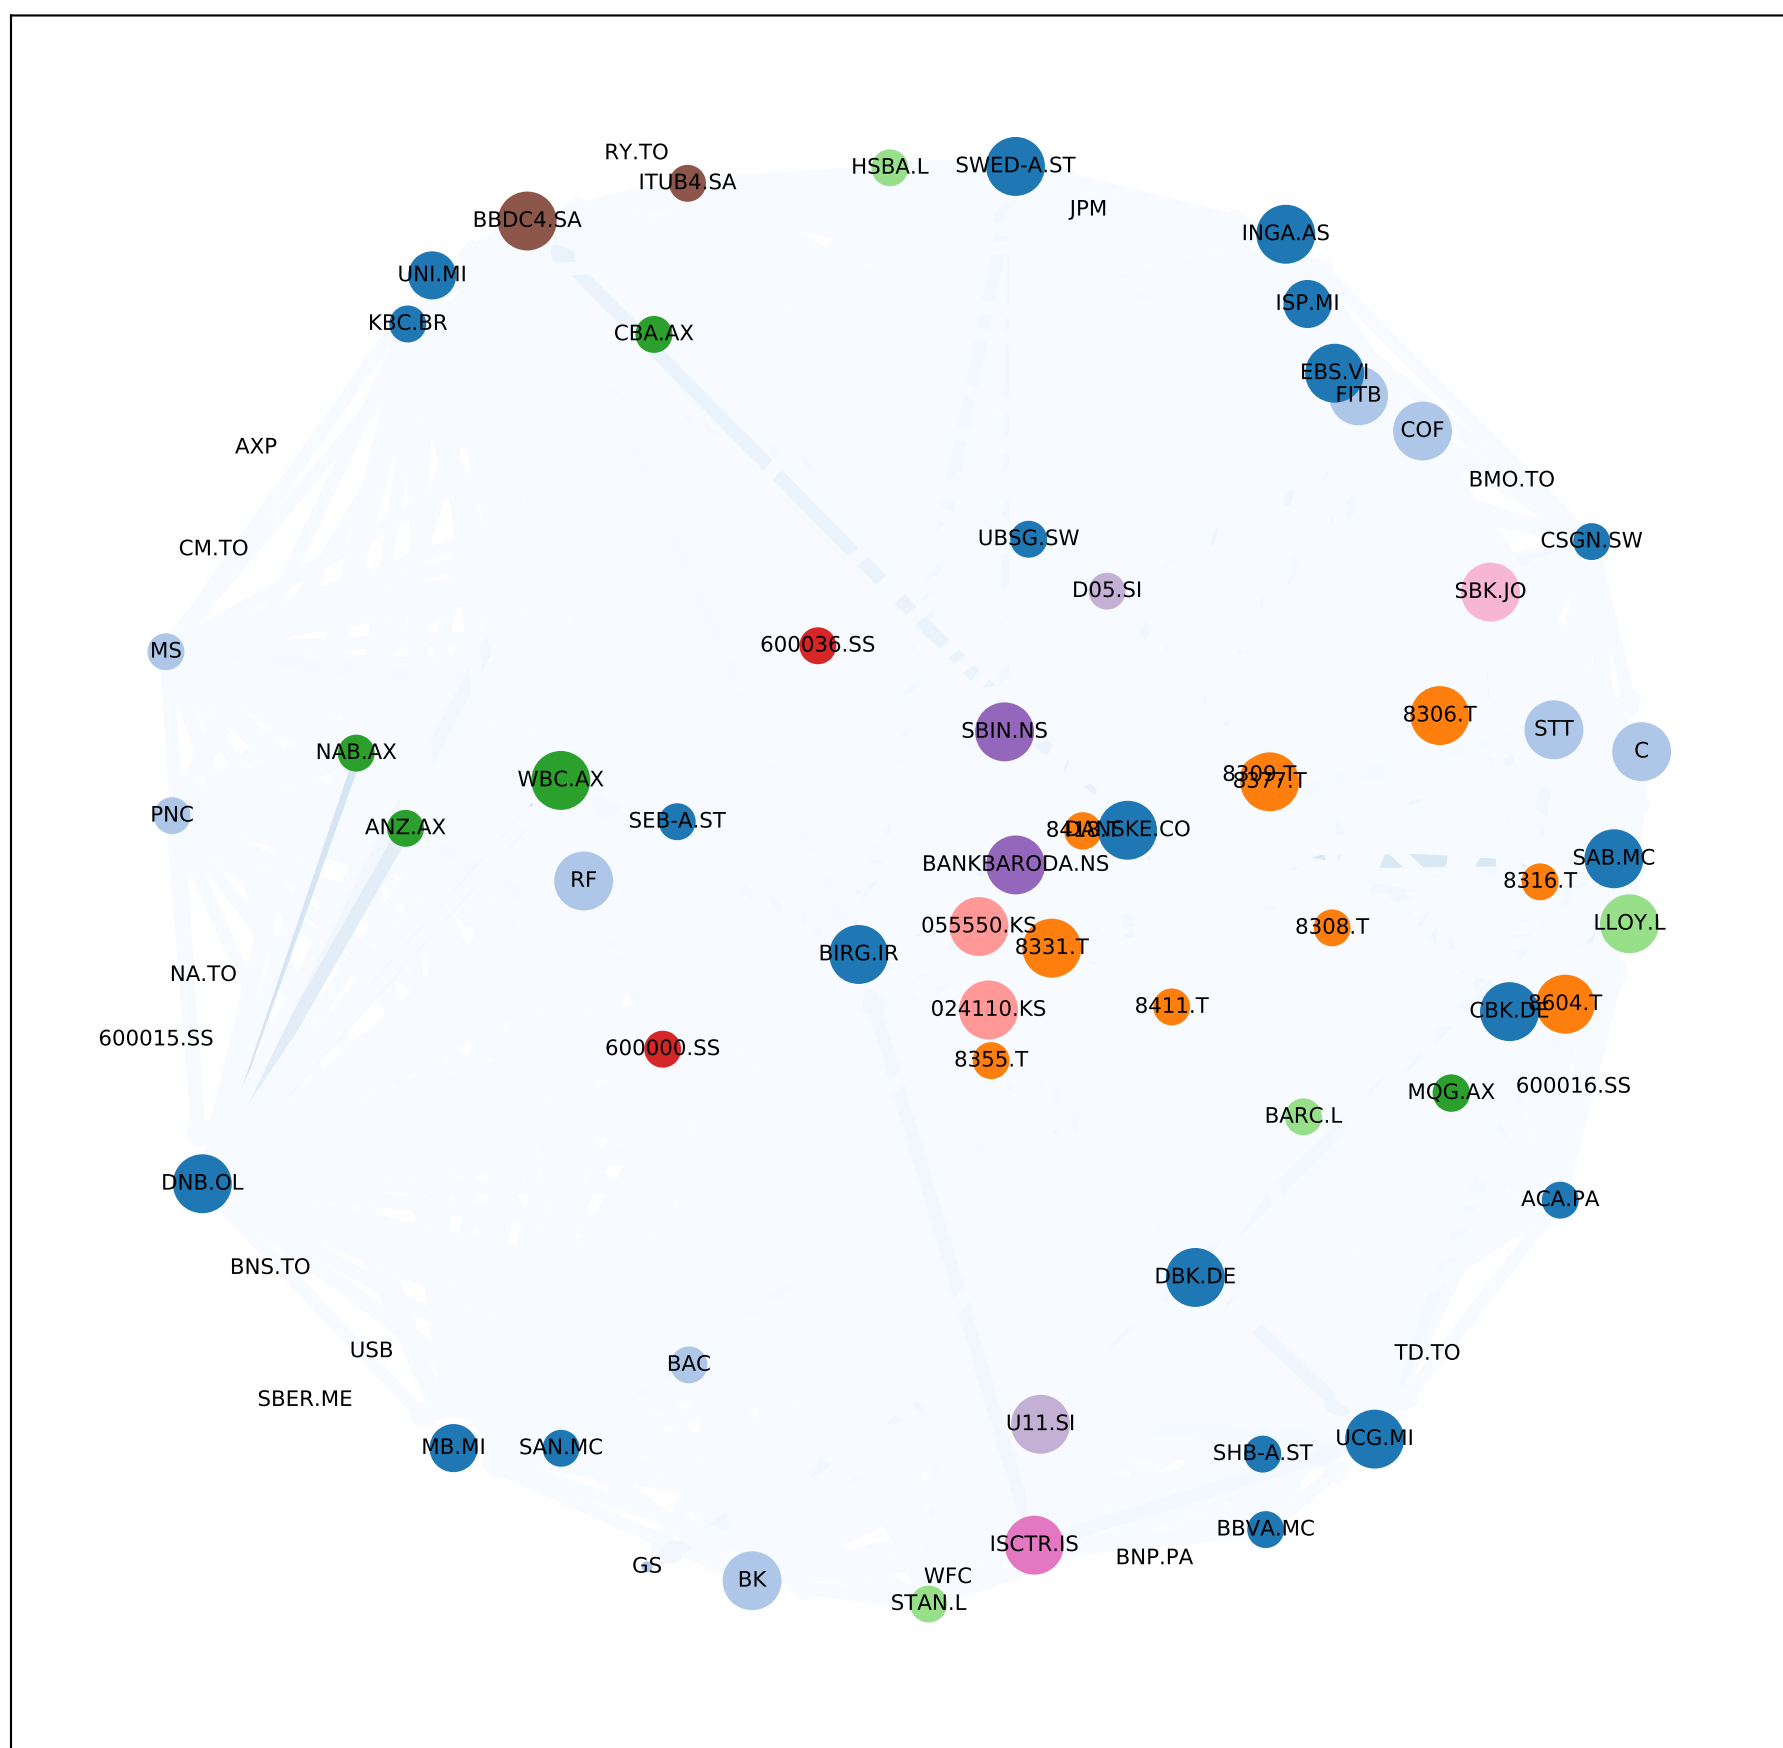 RY.TO
HSBA.L
SWED-A.ST
ITUB4.SA
JPM
BBDC4.SA
INGA.AS
UNI.MI
ISP.MI
KBC.BR
CBA.AX
EBS.VI
FITB
COF
AXP
BMO.TO
UBSG.SW
CSGN.SW
CM.TO
D05.SI
SBK.JO
600036.SS
MS
8306.T
SBIN.NS
STT
C
NAB.AX
8309.T
WBC.AX
8377.T
PNC
SEB-A.ST
ANZ.AX
8418.T
DANSKE.CO
SAB.MC
BANKBARODA.NS
RF
8316.T
LLOY.L
055550.KS
8308.T
8331.T
BIRG.IR
NA.TO
8604.T
8411.T
024110.KS
CBK.DE
600015.SS
600000.SS
8355.T
600016.SS
MQG.AX
BARC.L
DNB.OL
ACA.PA
BNS.TO
DBK.DE
USB
TD.TO
BAC
SBER.ME
U11.SI
UCG.MI
MB.MI
SAN.MC
SHB-A.ST
BBVA.MC
ISCTR.IS
BNP.PA
GS
WFC
BK
STAN.L